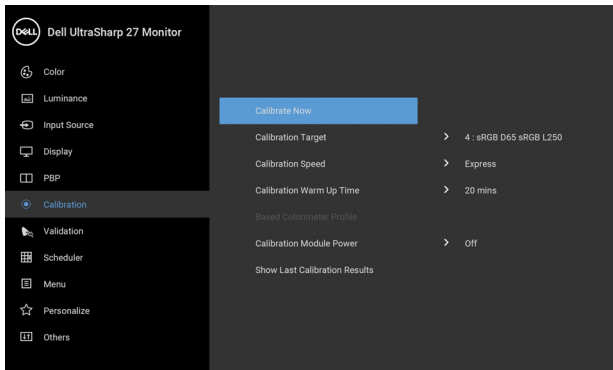 DELL Dell UltraSharp 27 Monitor
Color
Luminance
Input Source
Display
PBP
Calibration
Validation
Scheduler
Menu
Personalize
Others
Calibrate Now
Calibration Target > 4 : sRGB D65 sRGB L250
Calibration Speed > Express
Calibration Warm Up Time > 20 mins
Based Colorimeter Profile
Calibration Module Power > Off
Show Last Calibration Results